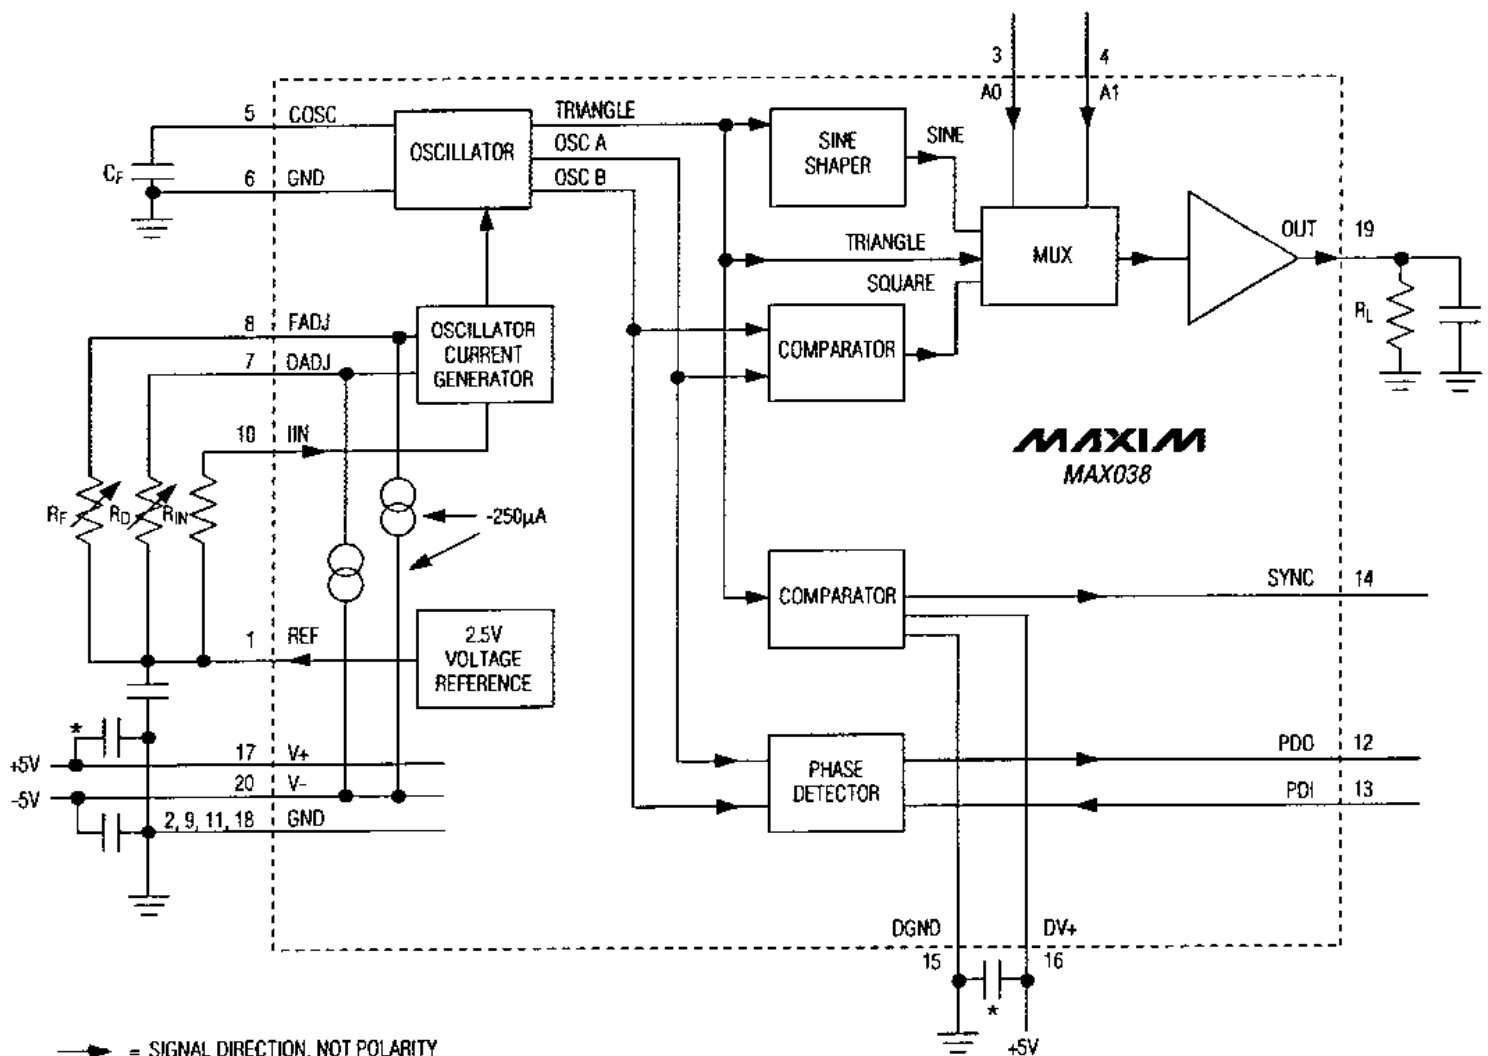 3
4
A0
A1
5
COSC
OSCILLATOR
TRIANGLE
OSC A
OSC B
SINE
SHAPER
SINE
CF
6
GND
TRIANGLE
MUX
OUT
19
SQUARE
RL
8
FADJ
7
DADJ
OSCILLATOR
CURRENT
GENERATOR
COMPARATOR
10
IIN
MAXIM
MAX038
RF
RD
RIN
-250µA
COMPARATOR
SYNC
14
1
REF
2.5V
VOLTAGE
REFERENCE
*
+5V
17
V+
-5V
20
V-
2, 9, 11, 18
GND
PHASE
DETECTOR
PDO
12
PDI
13
DGND
DV+
15
16
*
+5V
= SIGNAL DIRECTION, NOT POLARITY